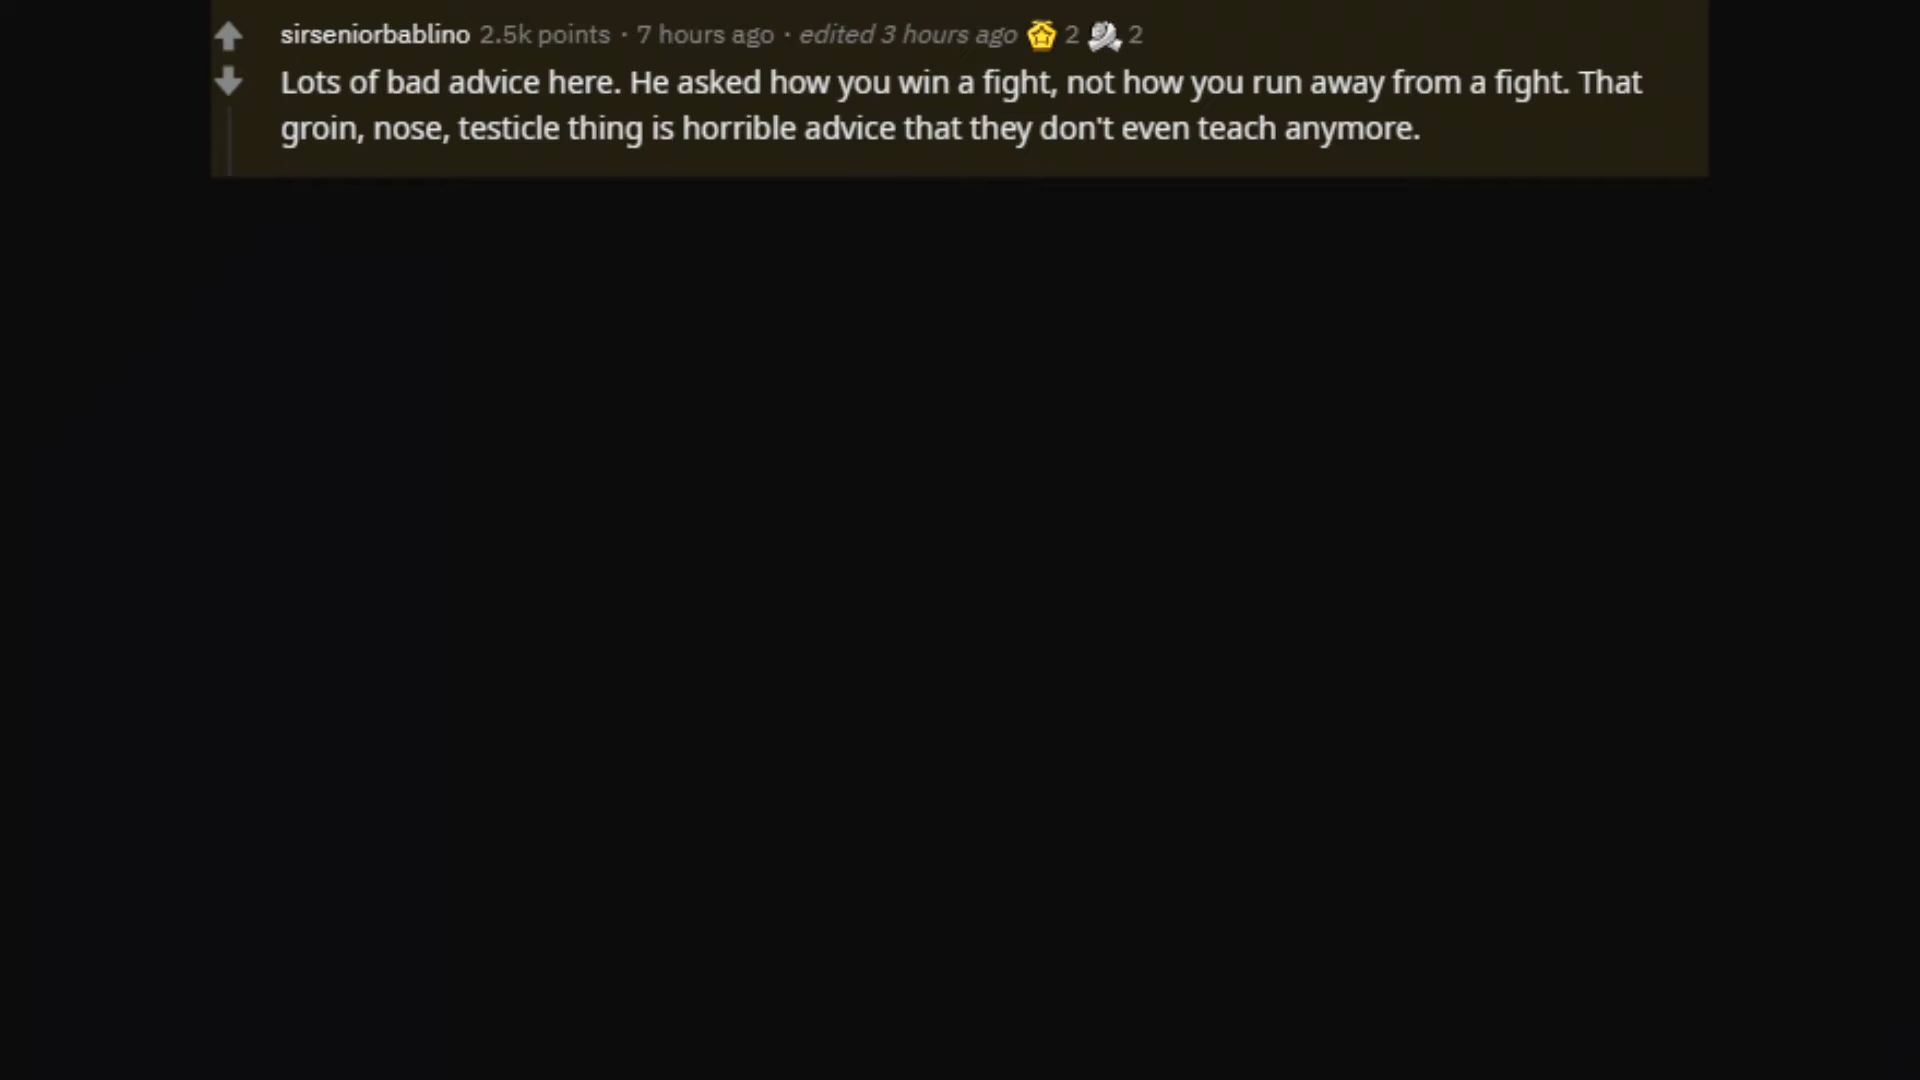 sirseniorbablino 2.5k points · 7 hours ago · edited 3 hours ago 2 2
Lots of bad advice here. He asked how you win a fight, not how you run away from a fight. That
groin, nose, testicle thing is horrible advice that they don't even teach anymore.